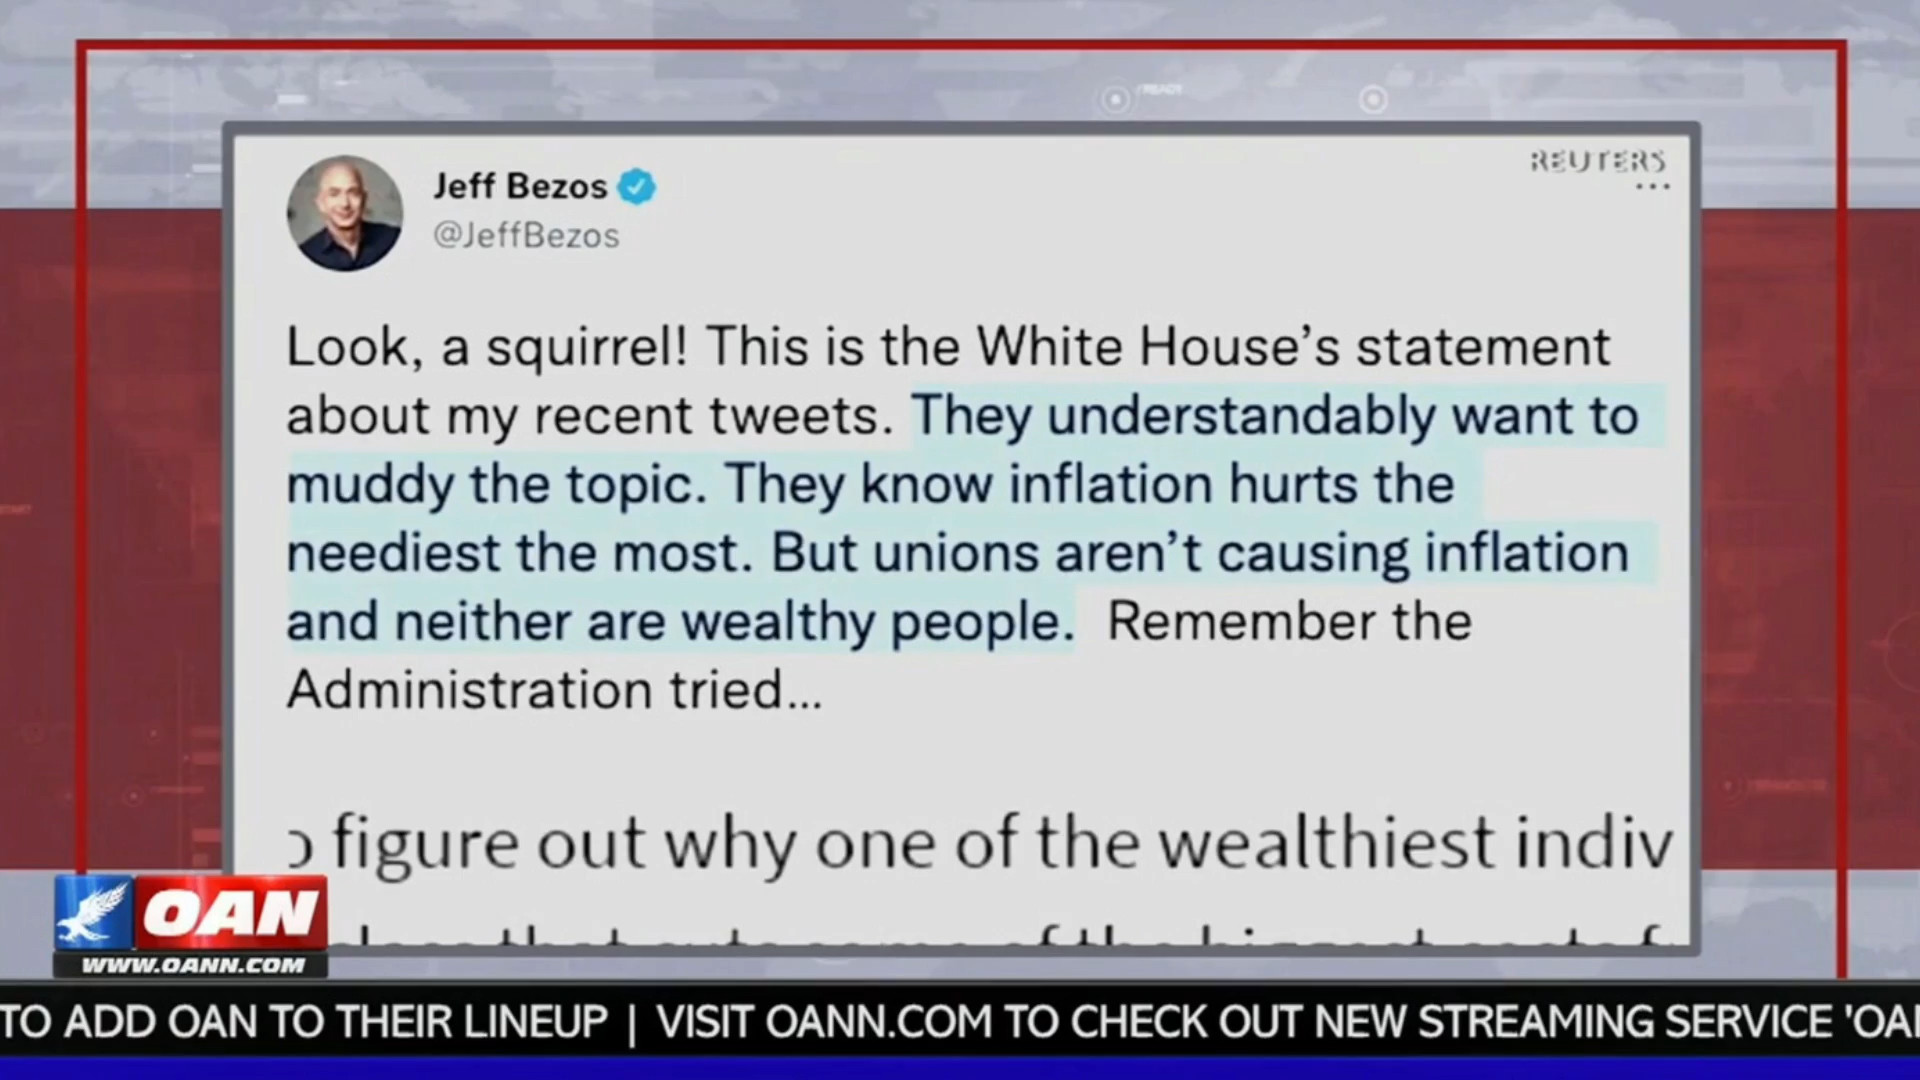 READY
REUTERS
Jeff Bezos
@JeffBezos
Look, a squirrel! This is the White House’s statement
about my recent tweets. They understandably want to
muddy the topic. They know inflation hurts the
neediest the most. But unions aren’t causing inflation
and neither are wealthy people. Remember the
Administration tried...
figure out why one of the wealthiest indiv
OAN
WWW.OANN.COM
TO ADD OAN TO THEIR LINEUP | VISIT OANN.COM TO CHECK OUT NEW STREAMING SERVICE 'OAN